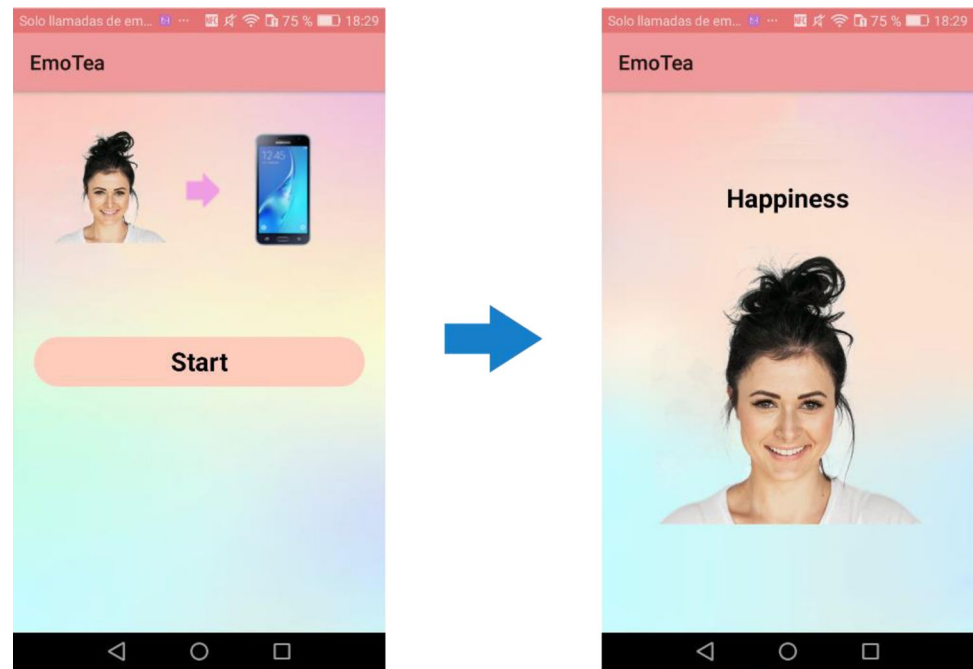 Solo llamadas de em... 75 % 18:29
EmoTea
12:45
Start
Solo llamadas de em... 75 % 18:29
EmoTea
Happiness